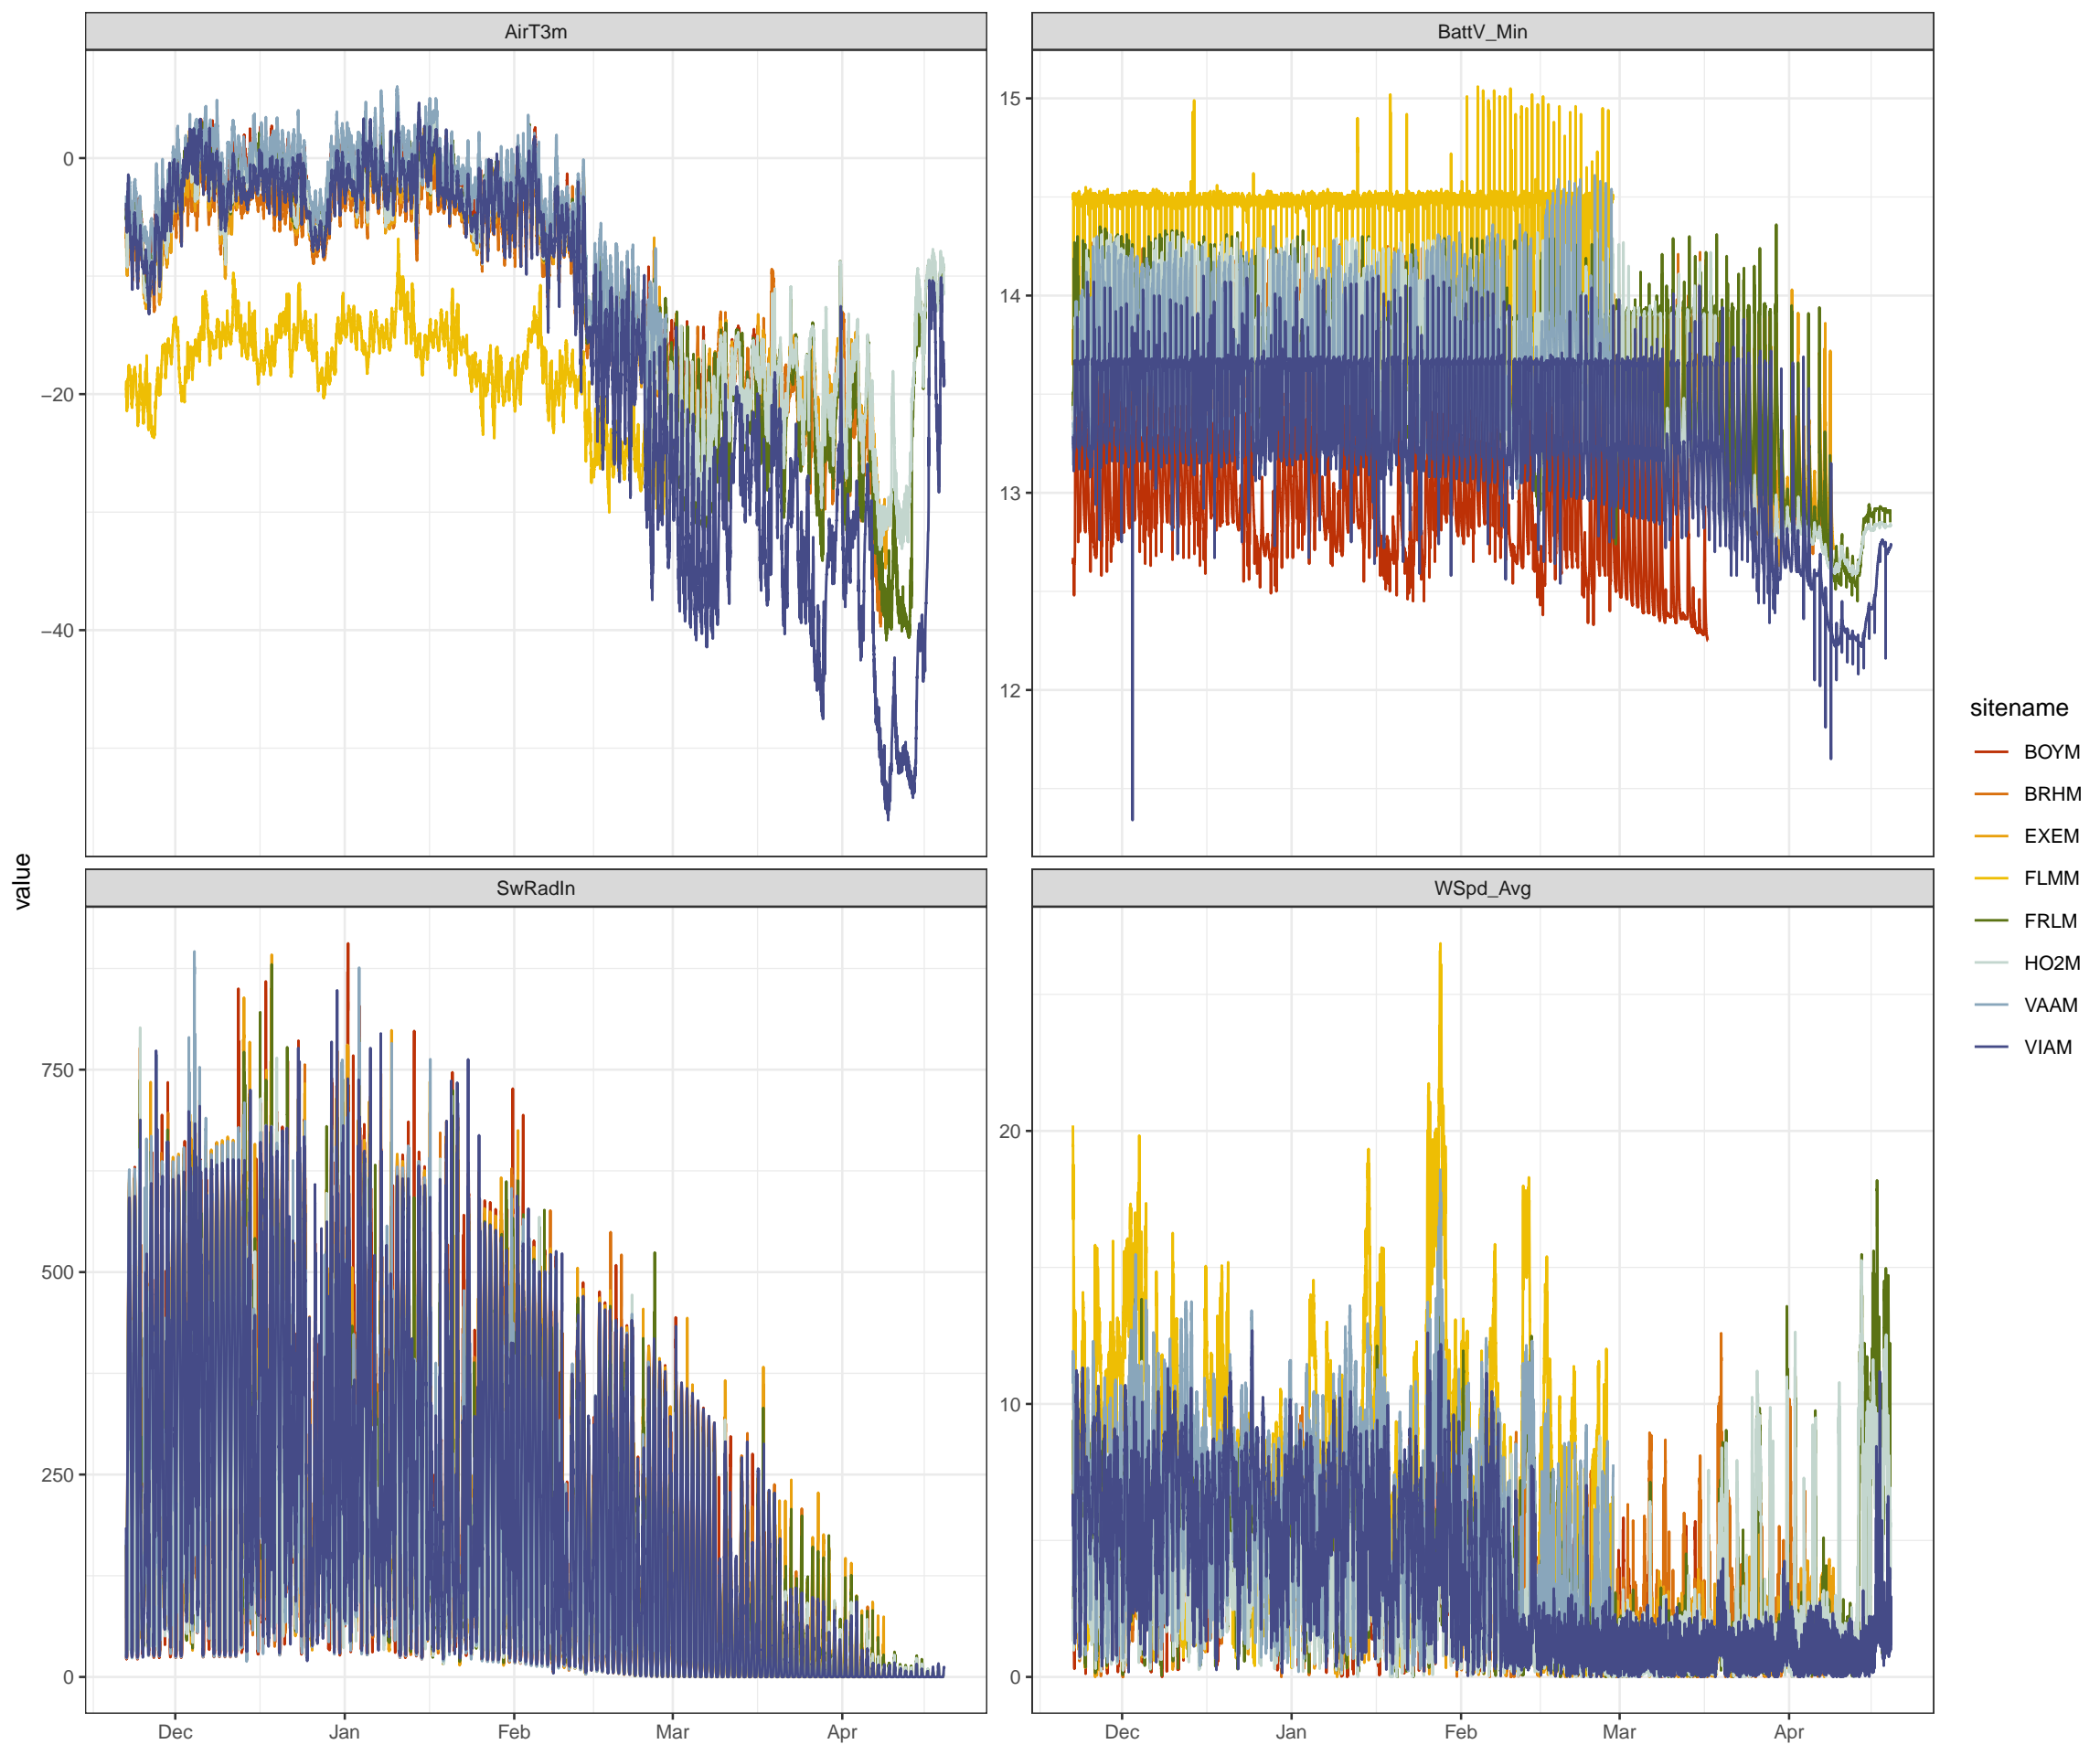 AirT3m
BattV_Min
0
−20
−40
15
14
13
12
SwRadIn
WSpd_Avg
750
500
250
0
20
10
0
Dec
Jan
Feb
Mar
Apr
Dec
Jan
Feb
Mar
Apr
value
sitename
BOYM
BRHM
EXEM
FLMM
FRLM
HO2M
VAAM
VIAM